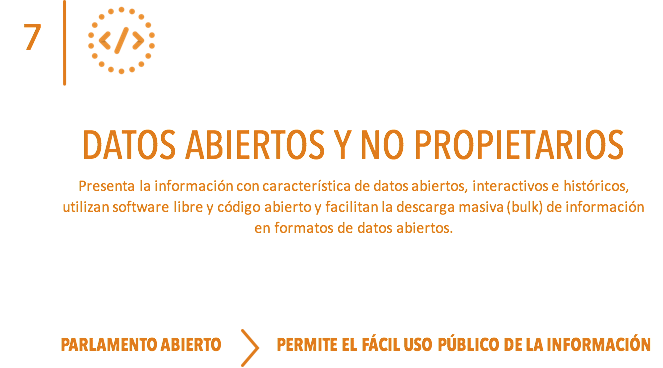 7
</>
DATOS ABIERTOS Y NO PROPIETARIOS
Presenta la información con característica de datos abiertos, interactivos e históricos,
utilizan software libre y código abierto y facilitan la descarga masiva (bulk) de información
en formatos de datos abiertos.
PARLAMENTO ABIERTO
PERMITE EL FÁCIL USO PÚBLICO DE LA INFORMACIÓN